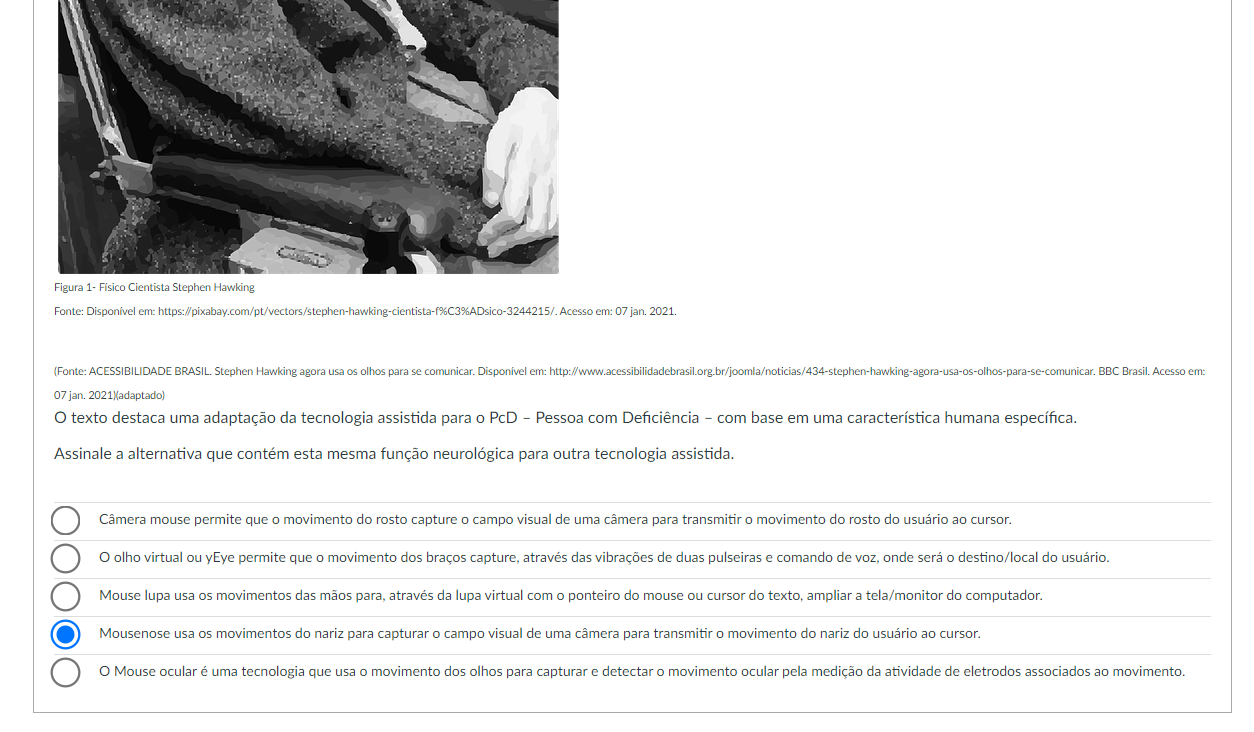 Figura 1- Físico Cientista Stephen Hawking
Fonte: Disponível em: https://pixabay.com/pt/vectors/stephen-hawking-cientista-f%C3%ADsico-3244215/. Acesso em: 07 jan. 2021.
(Fonte: ACESSIBILIDADE BRASIL. Stephen Hawking agora usa os olhos para se comunicar. Disponível em: http://www.acessibilidadebrasil.org.br/joomla/noticias/434-stephen-hawking-agora-usa-os-olhos-para-se-comunicar. BBC Brasil. Acesso em:
07 jan. 2021)(adaptado)
O texto destaca uma adaptação da tecnologia assistida para o PcD – Pessoa com Deficiência – com base em uma característica humana específica.
Assinale a alternativa que contém esta mesma função neurológica para outra tecnologia assistida.
Câmera mouse permite que o movimento do rosto capture o campo visual de uma câmera para transmitir o movimento do rosto do usuário ao cursor.
O olho virtual ou yEye permite que o movimento dos braços capture, através das vibrações de duas pulseiras e comando de voz, onde será o destino/local do usuário.
Mouse lupa usa os movimentos das mãos para, através da lupa virtual com o ponteiro do mouse ou cursor do texto, ampliar a tela/monitor do computador.
Mousenose usa os movimentos do nariz para capturar o campo visual de uma câmera para transmitir o movimento do nariz do usuário ao cursor.
O Mouse ocular é uma tecnologia que usa o movimento dos olhos para capturar e detectar o movimento ocular pela medição da atividade de eletrodos associados ao movimento.